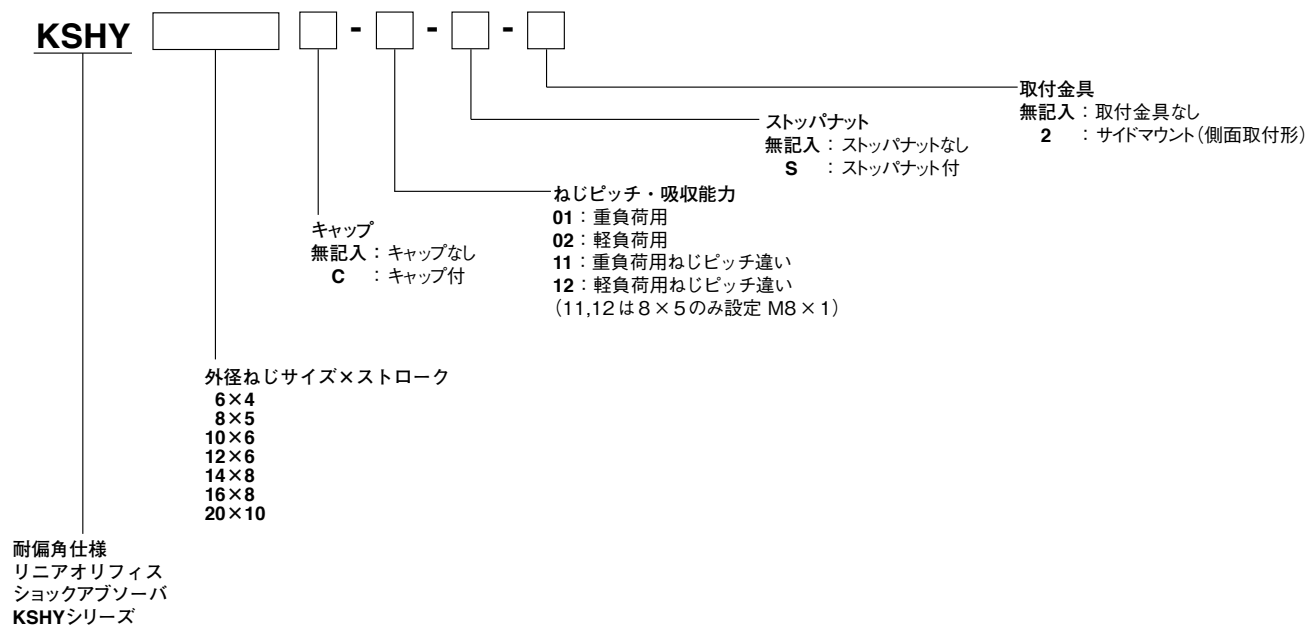 KSHY - - -
取付金具
無記入：取付金具なし
2 ：サイドマウント（側面取付形）
ストッパナット
無記入：ストッパナットなし
S ：ストッパナット付
ねじピッチ・吸収能力
01：重負荷用
02：軽負荷用
11：重負荷用ねじピッチ違い
12：軽負荷用ねじピッチ違い
（11,12は8×5のみ設定 M8×1）
キャップ
無記入：キャップなし
C ：キャップ付
外径ねじサイズ×ストローク
6×4
8×5
10×6
12×6
14×8
16×8
20×10
耐偏角仕様
リニアオリフィス
ショックアブソーバ
KSHYシリーズ